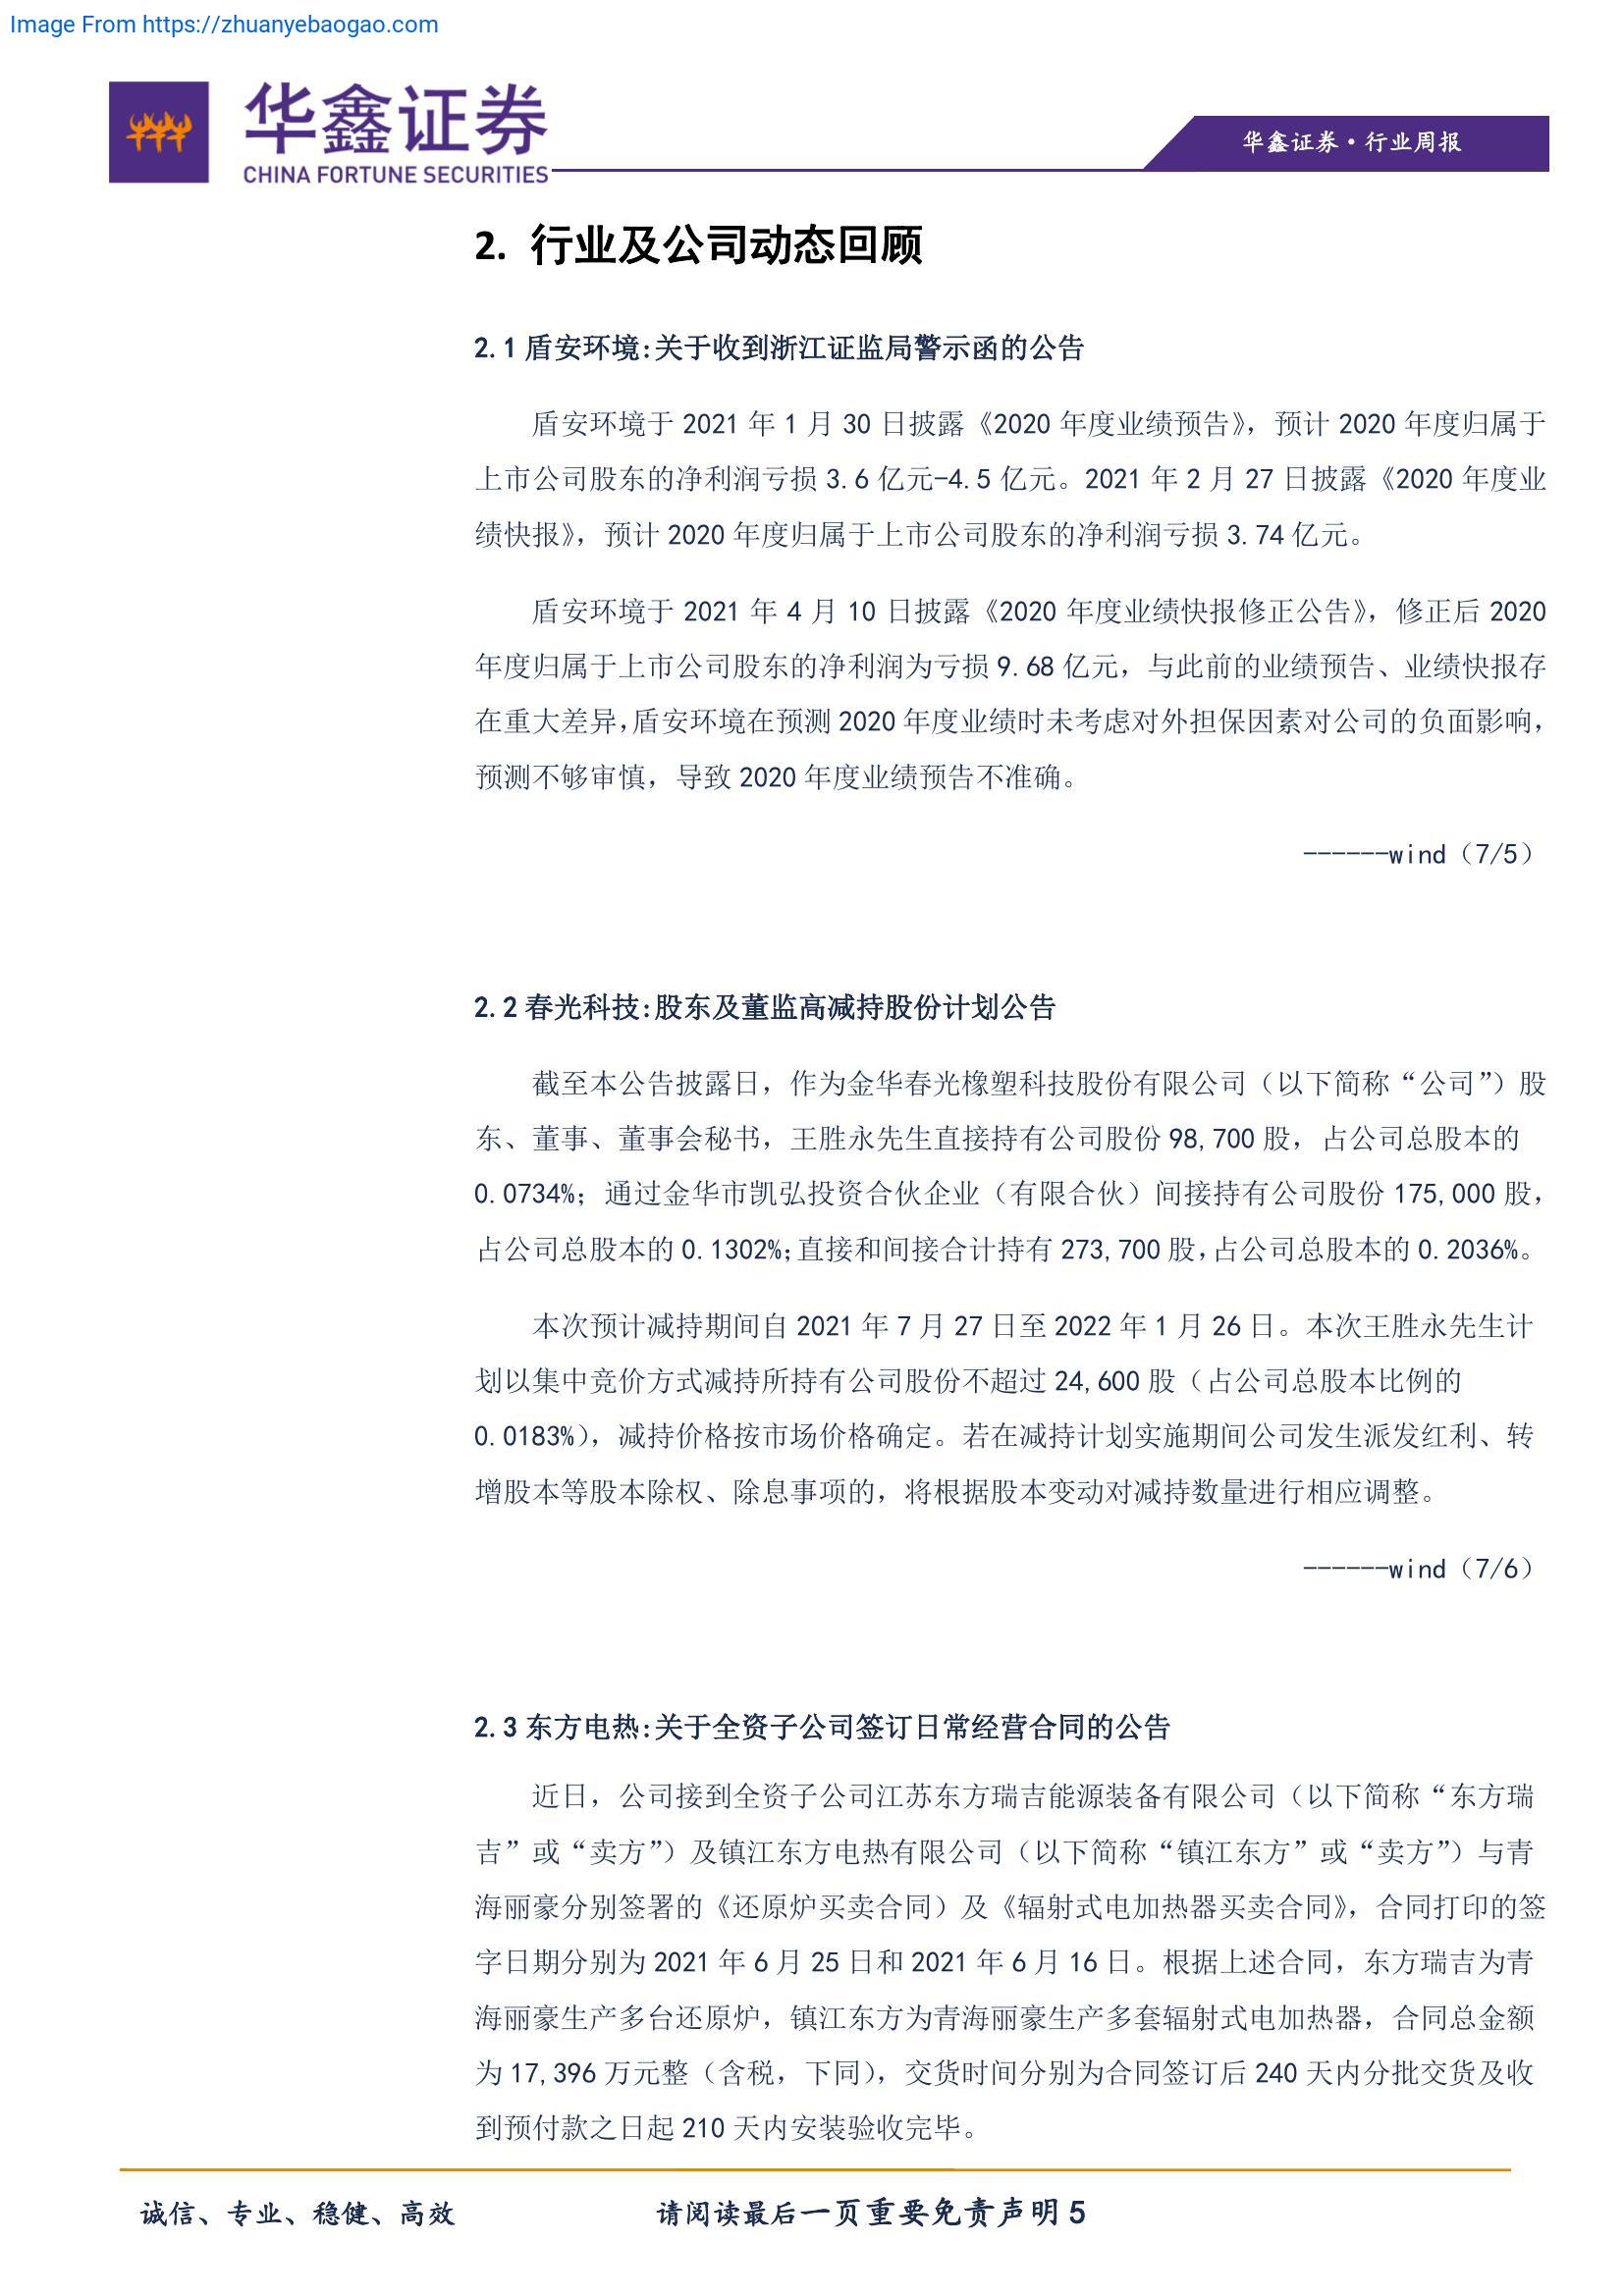 Image From https://zhuanyebaogao.com
华鑫证券
CHINA FORTUNE SECURITIES
华鑫证券·行业周报
2. 行业及公司动态回顾
2.1 盾安环境:关于收到浙江证监局警示函的公告
盾安环境于 2021 年 1 月 30 日披露《2020 年度业绩预告》，预计 2020 年度归属于
上市公司股东的净利润亏损 3.6 亿元-4.5 亿元。2021 年 2 月 27 日披露《2020 年度业
绩快报》，预计 2020 年度归属于上市公司股东的净利润亏损 3.74 亿元。
盾安环境于 2021 年 4 月 10 日披露《2020 年度业绩快报修正公告》，修正后 2020
年度归属于上市公司股东的净利润为亏损 9.68 亿元，与此前的业绩预告、业绩快报存
在重大差异，盾安环境在预测 2020 年度业绩时未考虑对外担保因素对公司的负面影响，
预测不够审慎，导致 2020 年度业绩预告不准确。
------wind（7/5）
2.2 春光科技:股东及董监高减持股份计划公告
截至本公告披露日，作为金华春光橡塑科技股份有限公司（以下简称“公司”）股
东、董事、董事会秘书，王胜永先生直接持有公司股份 98,700 股，占公司总股本的
0.0734%；通过金华市凯弘投资合伙企业（有限合伙）间接持有公司股份 175,000 股，
占公司总股本的 0.1302%；直接和间接合计持有 273,700 股，占公司总股本的 0.2036%。
本次预计减持期间自 2021 年 7 月 27 日至 2022 年 1 月 26 日。本次王胜永先生计
划以集中竞价方式减持所持有公司股份不超过 24,600 股（占公司总股本比例的
0.0183%），减持价格按市场价格确定。若在减持计划实施期间公司发生派发红利、转
增股本等股本除权、除息事项的，将根据股本变动对减持数量进行相应调整。
------wind（7/6）
2.3 东方电热:关于全资子公司签订日常经营合同的公告
近日，公司接到全资子公司江苏东方瑞吉能源装备有限公司（以下简称“东方瑞
吉”或“卖方”）及镇江东方电热有限公司（以下简称“镇江东方”或“卖方”）与青
海丽豪分别签署的《还原炉买卖合同）及《辐射式电加热器买卖合同》，合同打印的签
字日期分别为 2021 年 6 月 25 日和 2021 年 6 月 16 日。根据上述合同，东方瑞吉为青
海丽豪生产多台还原炉，镇江东方为青海丽豪生产多套辐射式电加热器，合同总金额
为 17,396 万元整（含税，下同），交货时间分别为合同签订后 240 天内分批交货及收
到预付款之日起 210 天内安装验收完毕。
诚信、专业、稳健、高效
请阅读最后一页重要免责声明 5